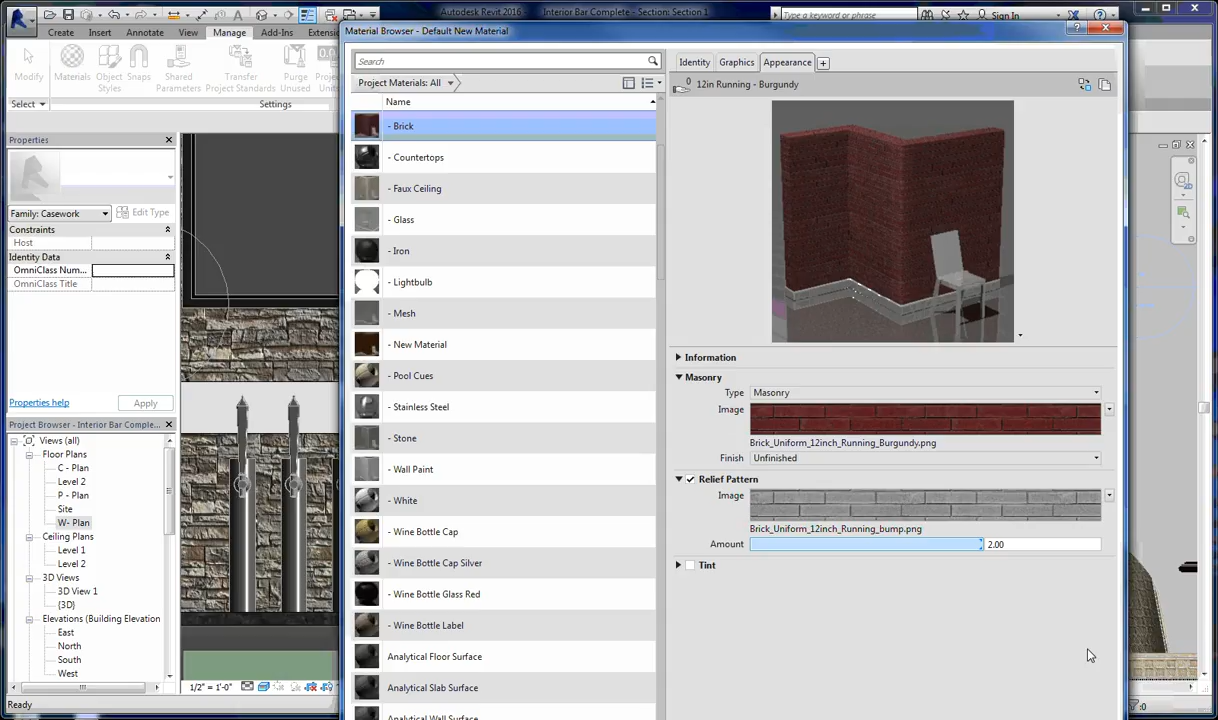 Autodesk Revit 2016 - Interior Bar Complete - Section: Section 1
Type a keyword or phrase
Sign In
Create
Insert
Annotate
View
Manage
Add-Ins
Modify
Materials
Object
Styles
Snaps
Shared
Parameters
Transfer
Project Standards
Purge
Unused
Select
Settings
Properties
Family: Casework
Edit Type
Constraints
Host
Identity Data
OmniClass Num...
OmniClass Title
Properties help
Apply
Project Browser - Interior Bar Complete - ...
Views (all)
Floor Plans
C - Plan
Level 2
P - Plan
Site
W- Plan
Ceiling Plans
Level 1
Level 2
3D Views
3D View 1
{3D}
Elevations (Building Elevation
East
North
South
West
1/2" = 1'-0"
Ready
:0
Material Browser - Default New Material
Search
Project Materials: All
Name
- Brick
- Countertops
- Faux Ceiling
- Glass
- Iron
- Lightbulb
- Mesh
- New Material
- Pool Cues
- Stainless Steel
- Stone
- Wall Paint
- White
- Wine Bottle Cap
- Wine Bottle Cap Silver
- Wine Bottle Glass Red
- Wine Bottle Label
Analytical Floor Surface
Analytical Slab Surface
Analytical Wall Surface
Identity
Graphics
Appearance
0
12in Running - Burgundy
Information
Masonry
Type Masonry
Image
Brick_Uniform_12inch_Running_Burgundy.png
Finish Unfinished
Relief Pattern
Image
Brick_Uniform_12inch_Running_bump.png
Amount 2.00
Tint